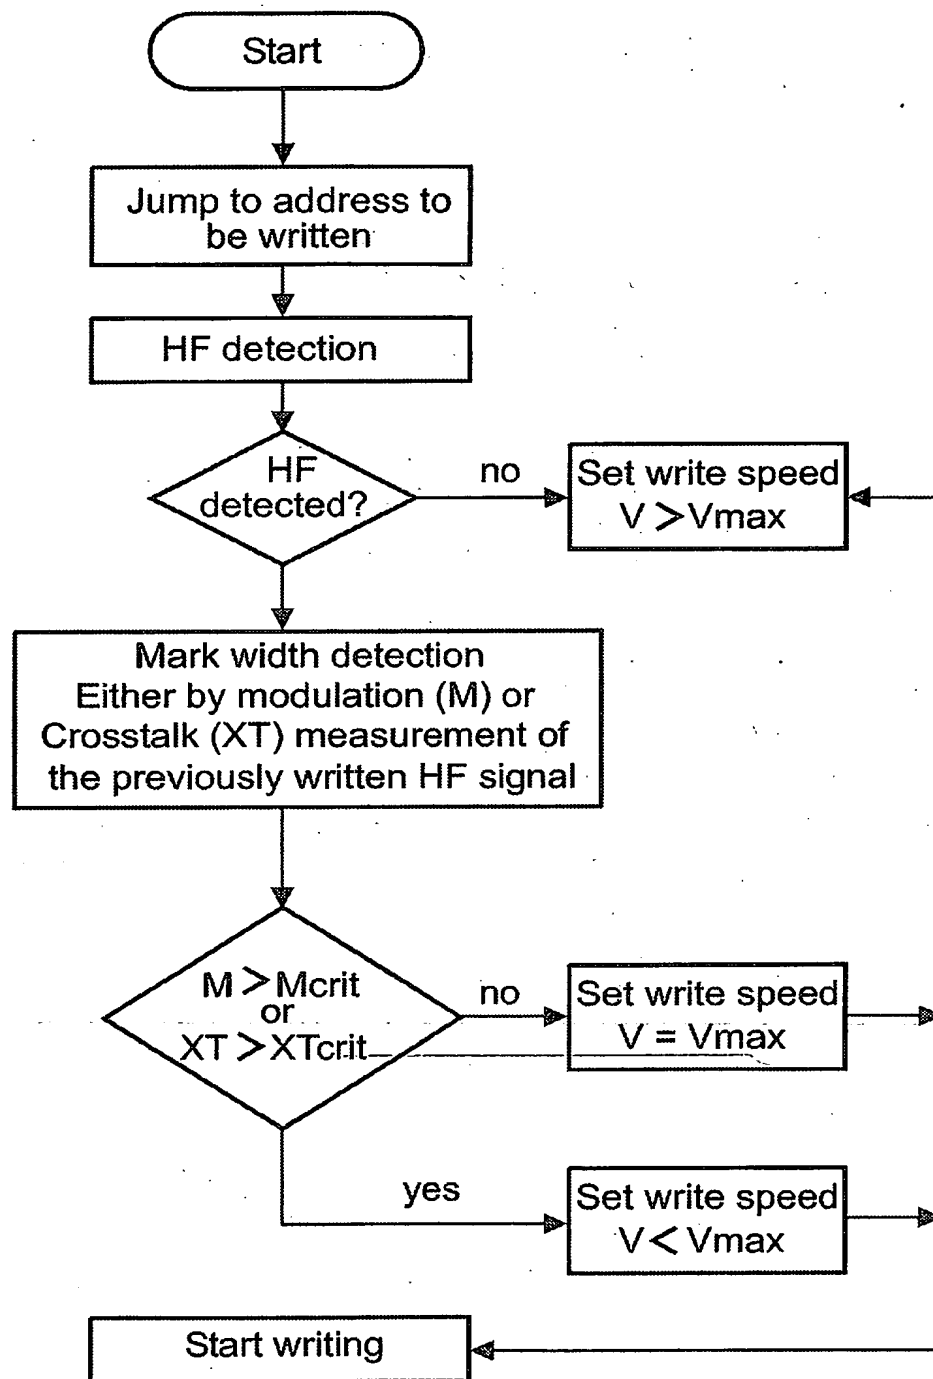 Start
Jump to address to
be written
HF detection
HF
detected?
no
Set write speed
V > Vmax
Mark width detection
Either by modulation (M) or
Crosstalk (XT) measurement of
the previously written HF signal
M > Mcrit
or
XT > XTcrit
no
Set write speed
V = Vmax
yes
Set write speed
V < Vmax
Start writing